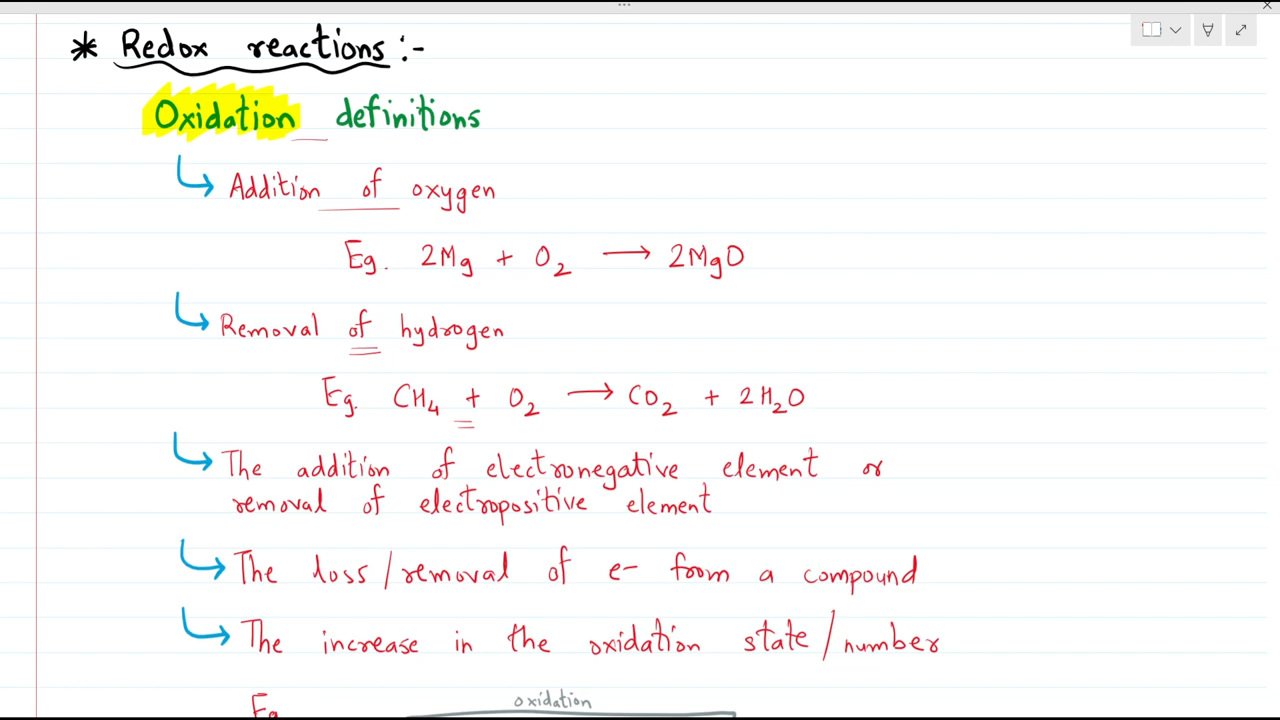 * Redox reactions :-
Oxidation definitions
Addition of oxygen
Eg. 2Mg + O₂ → 2MgO
Removal of hydrogen
Eg. CH₄ + O₂ → CO₂ + 2H₂O
The addition of electronegative element or
removal of electropositive element
The loss/removal of e- from a compound
The increase in the oxidation state/number
Eg
oxidation